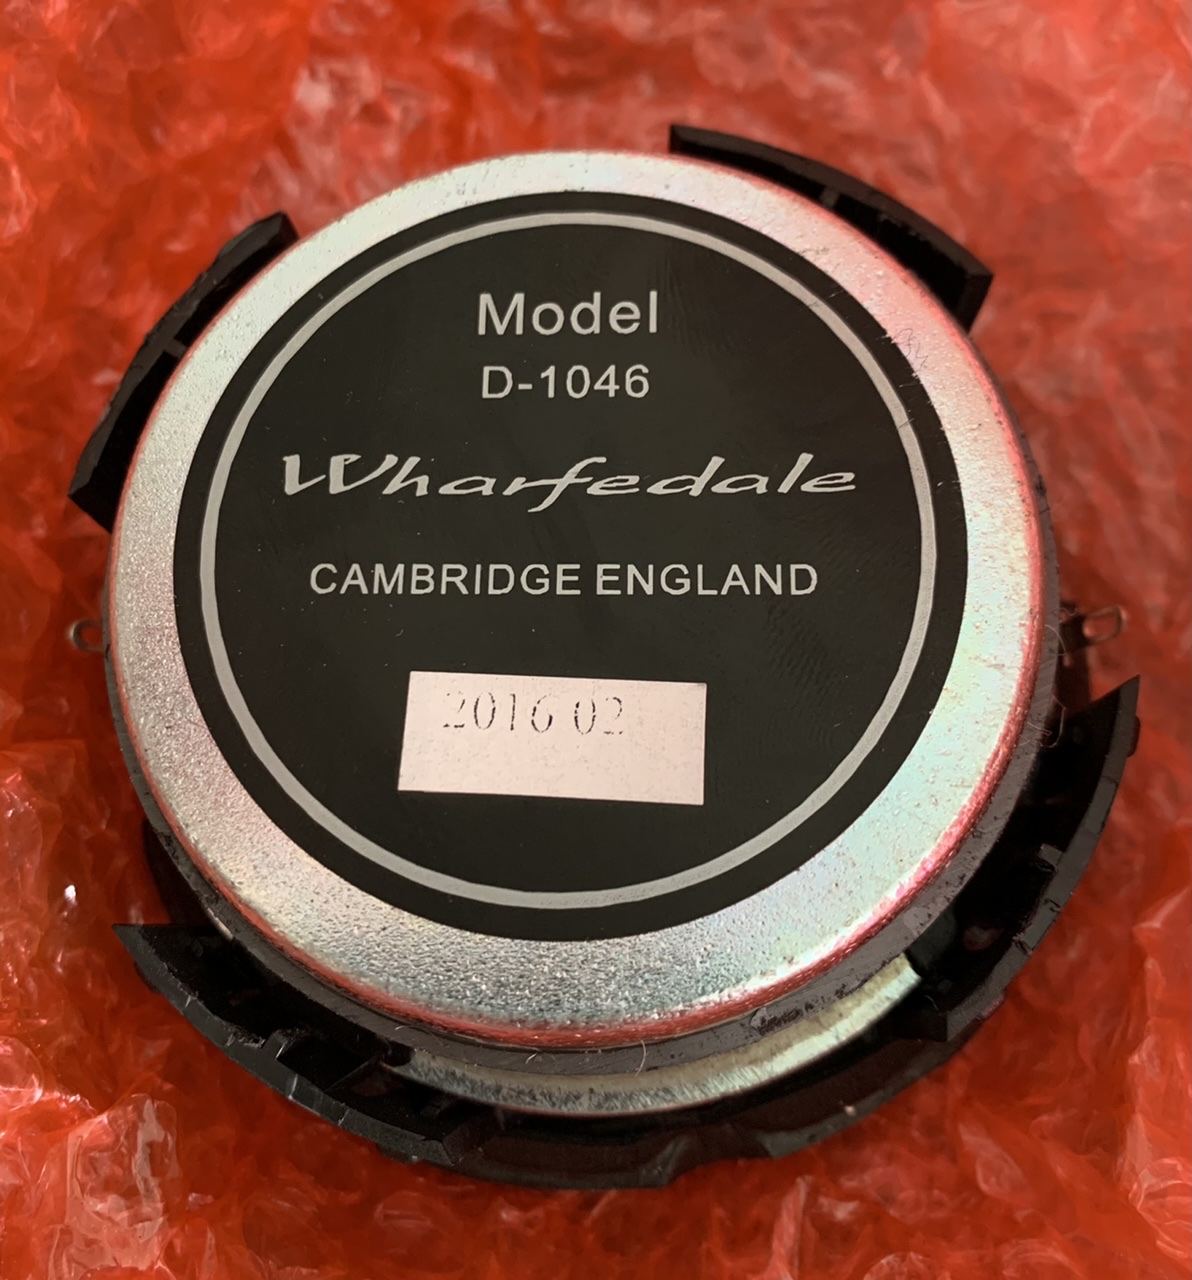 Model
D-1046
Wharfedale
CAMBRIDGE ENGLAND
2016 02